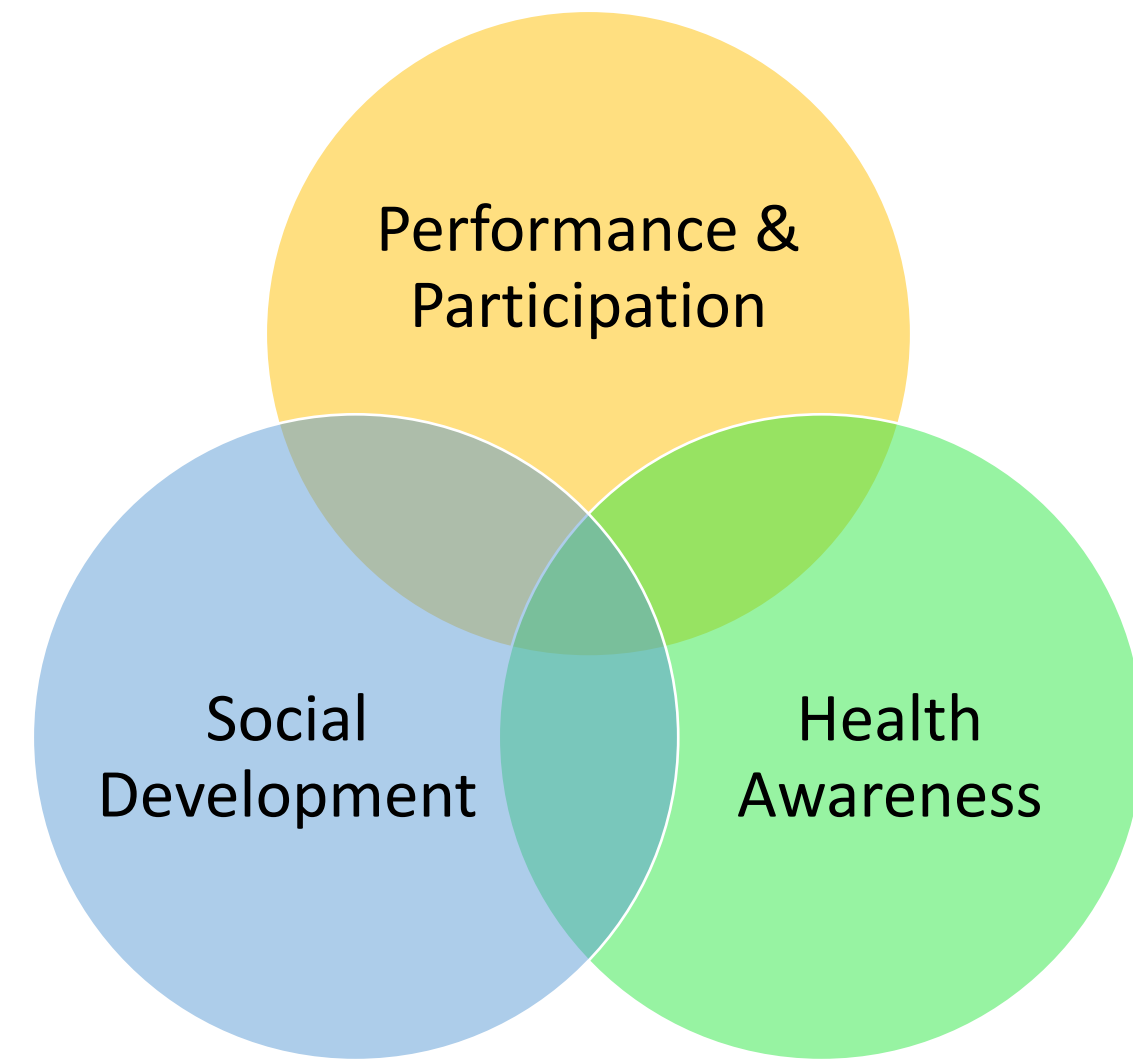 Performance &
Participation
Social
Development
Health
Awareness